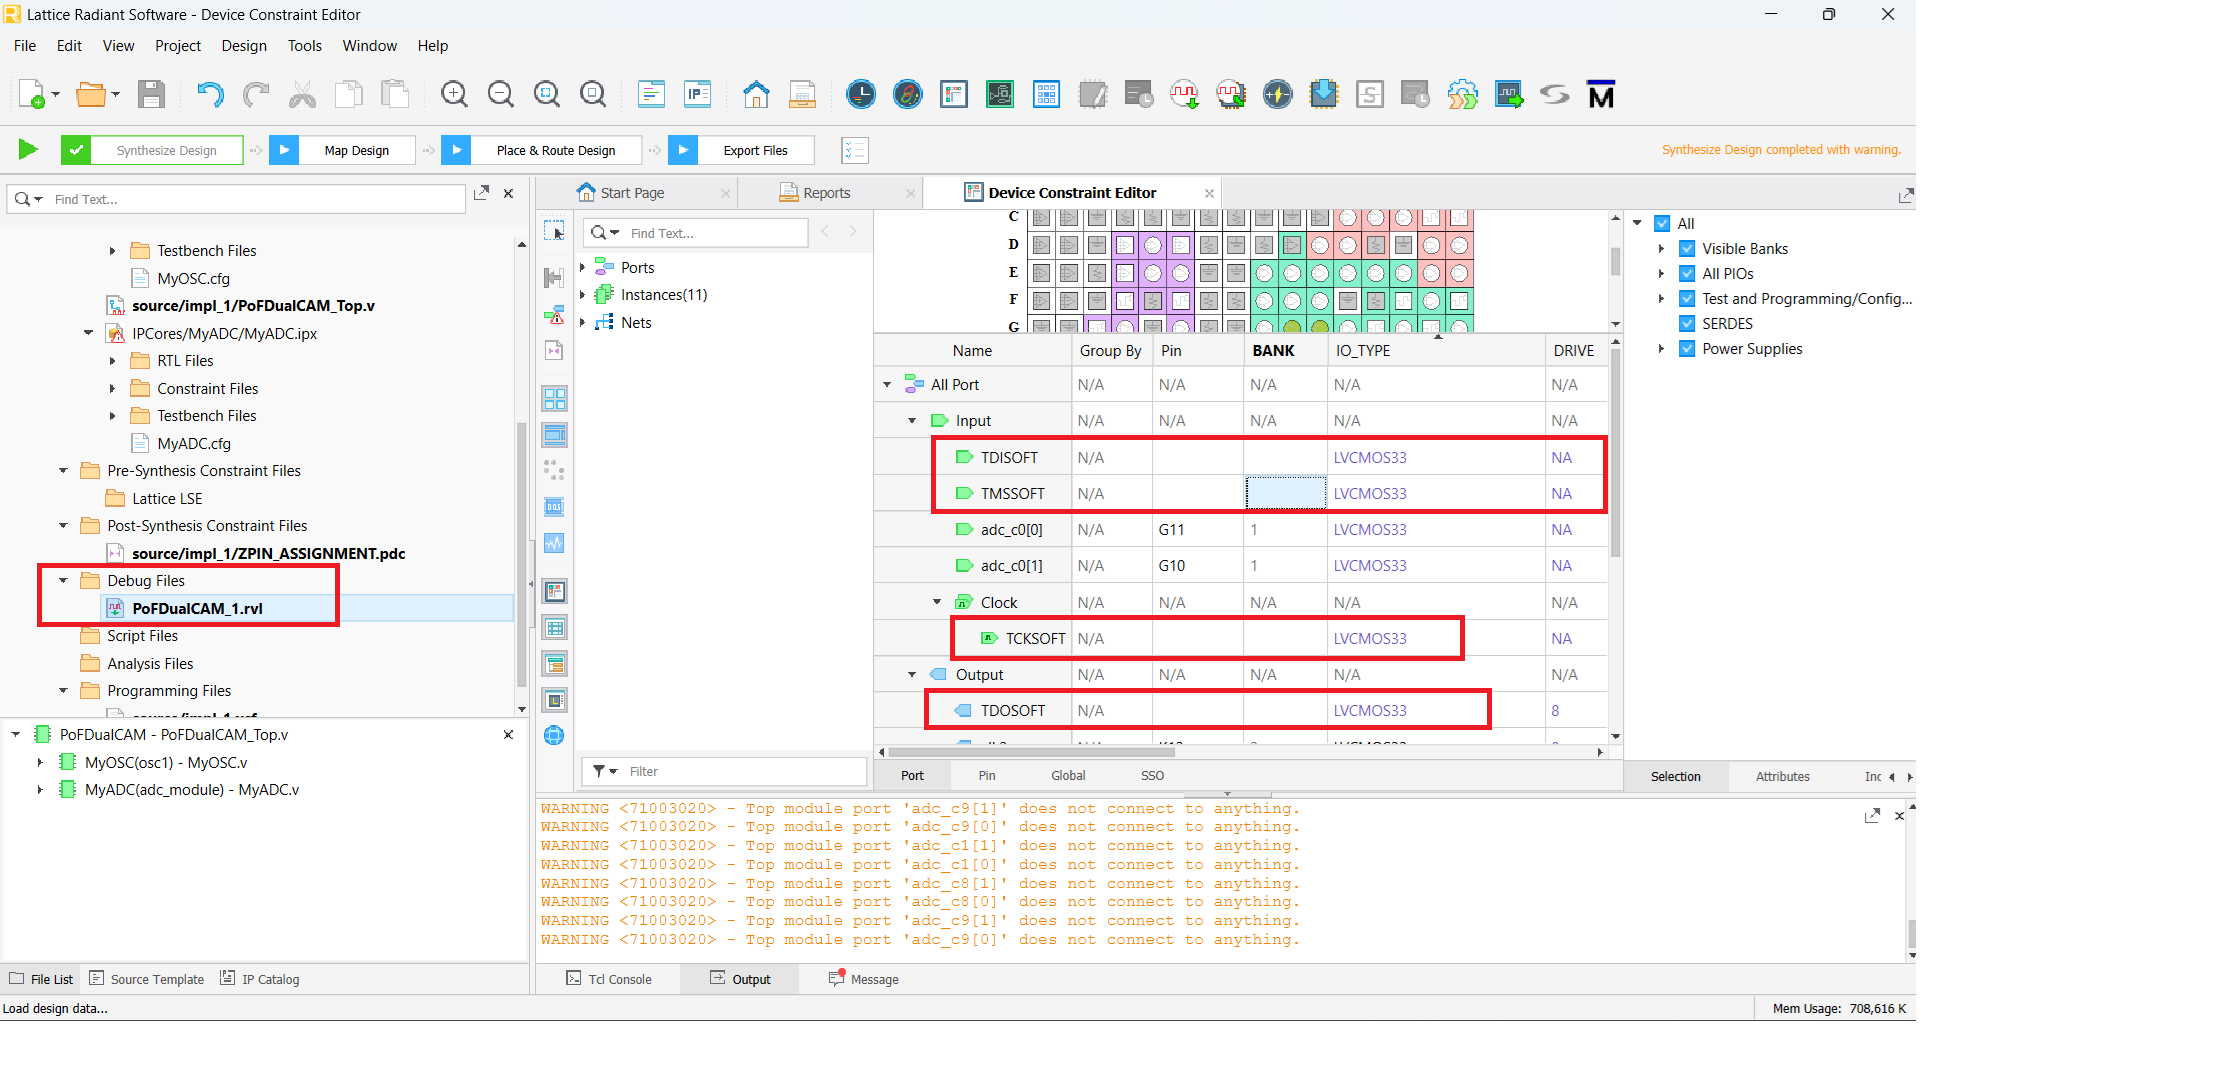 Lattice Radiant Software - Device Constraint Editor
File Edit View Project Design Tools Window Help
IP
S
M
Synthesize Design
Map Design
Place & Route Design
Export Files
Synthesize Design completed with warning.
Find Text...
Testbench Files
MyOSC.cfg
source/impl_1/PoFDualCAM_Top.v
IPCores/MyADC/MyADC.ipx
RTL Files
Constraint Files
Testbench Files
MyADC.cfg
Pre-Synthesis Constraint Files
Lattice LSE
Post-Synthesis Constraint Files
source/impl_1/ZPIN_ASSIGNMENT.pdc
Debug Files
PoFDualCAM_1.rvl
Script Files
Analysis Files
Programming Files
PoFDualCAM - PoFDualCAM_Top.v
MyOSC(osc1) - MyOSC.v
MyADC(adc_module) - MyADC.v
File List Source Template IP Catalog
Start Page Reports Device Constraint Editor
Find Text...
Ports
Instances(11)
Nets
Filter
C
D
E
F
G
Name Group By Pin BANK IO_TYPE DRIVE
All Port N/A N/A N/A N/A N/A
Input N/A N/A N/A N/A N/A
TDISOFT N/A LVCMOS33 NA
TMSSOFT N/A LVCMOS33 NA
adc_c0[0] N/A G11 1 LVCMOS33 NA
adc_c0[1] N/A G10 1 LVCMOS33 NA
Clock N/A N/A N/A N/A N/A
TCKSOFT N/A LVCMOS33 NA
Output N/A N/A N/A N/A N/A
TDOSOFT N/A LVCMOS33 8
Port Pin Global SSO
All
Visible Banks
All PIOs
Test and Programming/Config...
SERDES
Power Supplies
Selection Attributes Inc
WARNING <71003020> - Top module port 'adc_c9[1]' does not connect to anything.
WARNING <71003020> - Top module port 'adc_c9[0]' does not connect to anything.
WARNING <71003020> - Top module port 'adc_c1[1]' does not connect to anything.
WARNING <71003020> - Top module port 'adc_c1[0]' does not connect to anything.
WARNING <71003020> - Top module port 'adc_c8[1]' does not connect to anything.
WARNING <71003020> - Top module port 'adc_c8[0]' does not connect to anything.
WARNING <71003020> - Top module port 'adc_c9[1]' does not connect to anything.
WARNING <71003020> - Top module port 'adc_c9[0]' does not connect to anything.
Tcl Console Output Message
Load design data...
Mem Usage: 708,616 K